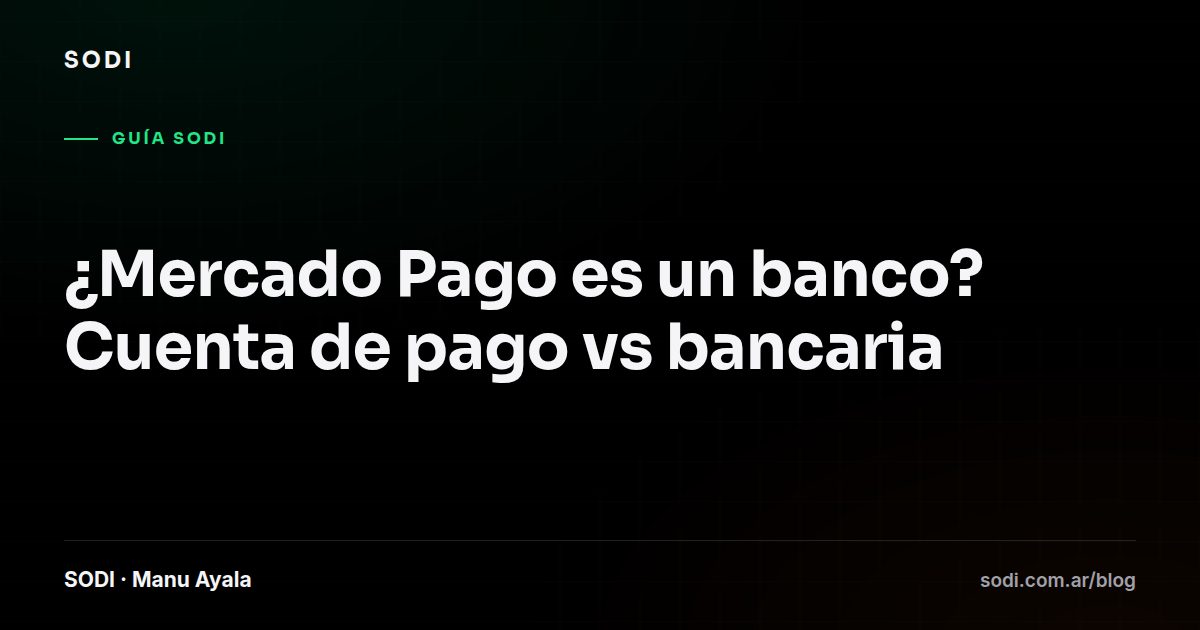 SODI
GUÍA SODI
¿Mercado Pago es un banco?
Cuenta de pago vs bancaria
SODI · Manu Ayala
sodi.com.ar/blog